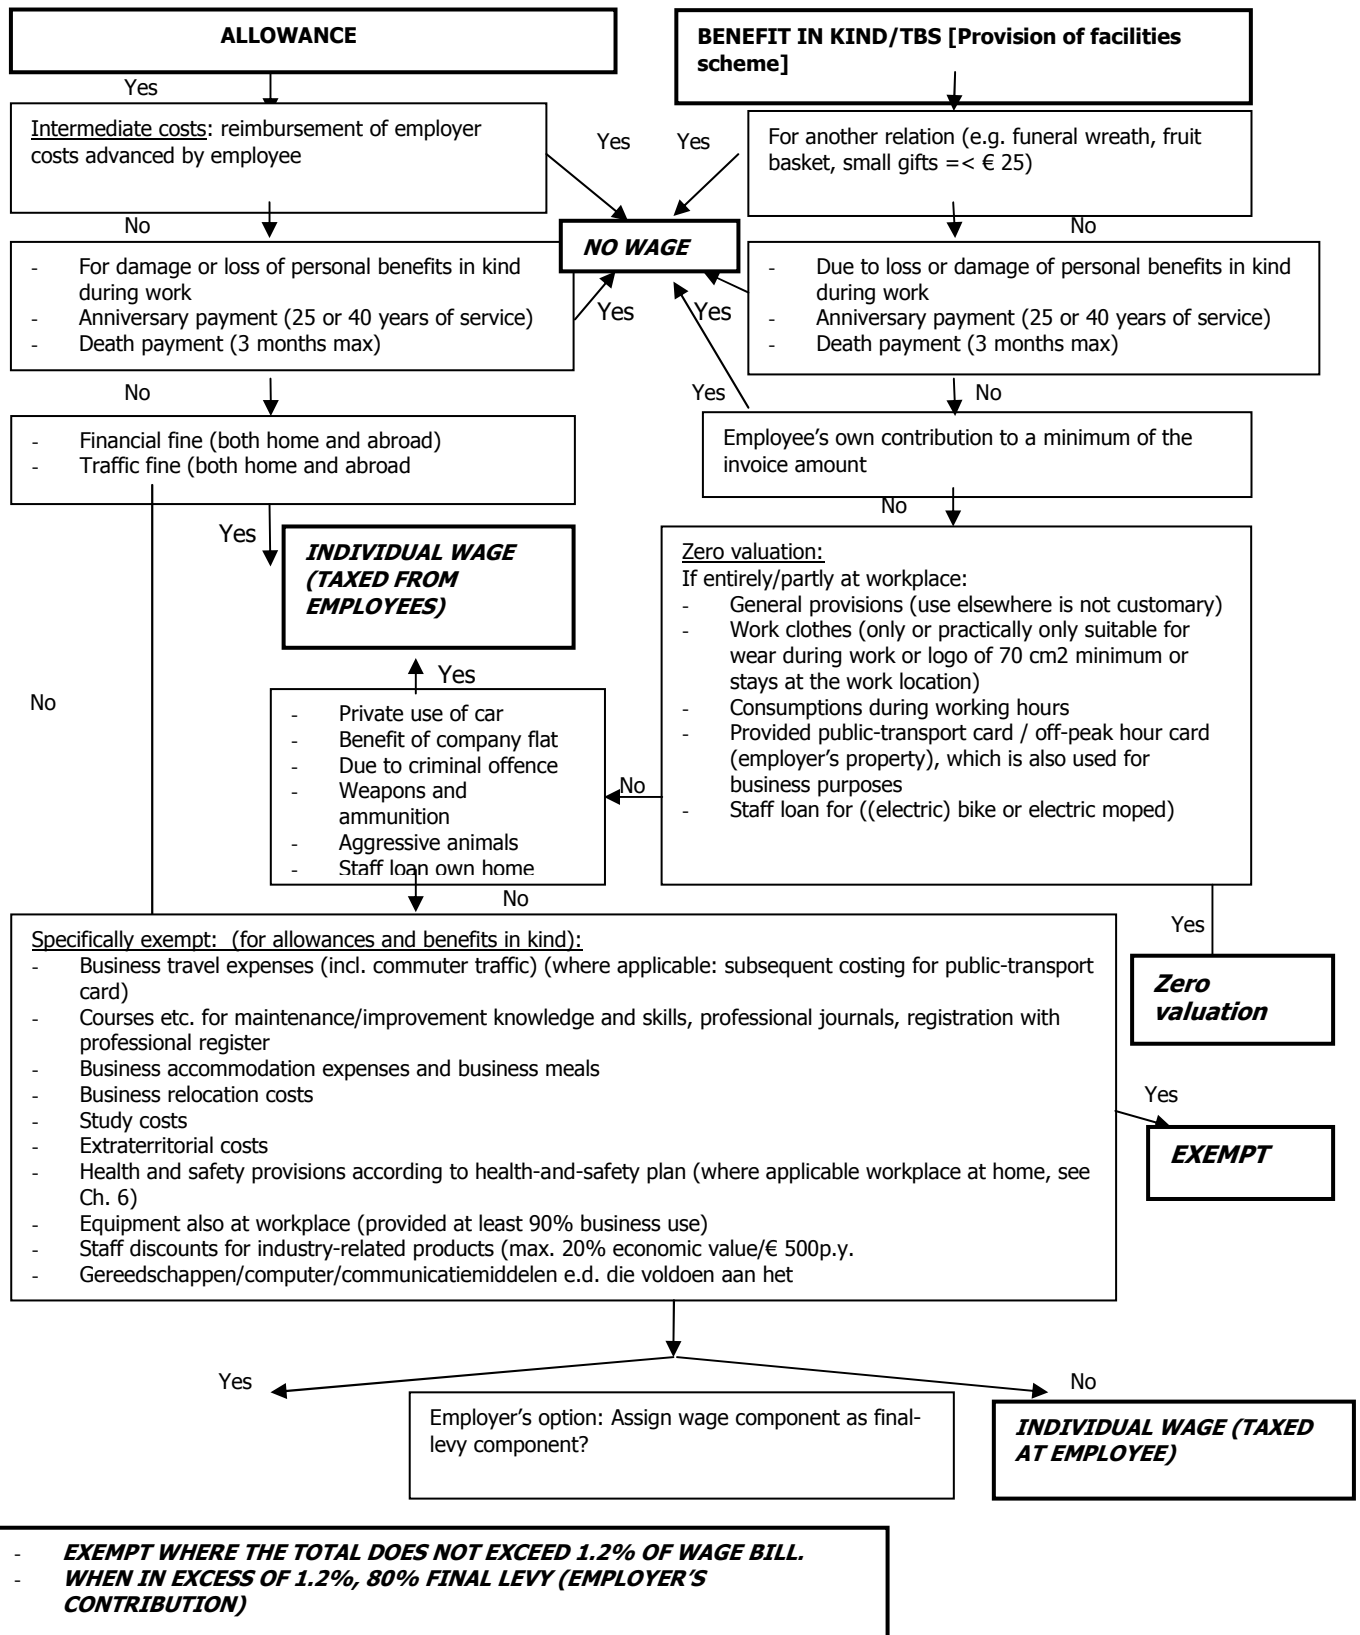 ALLOWANCE
BENEFIT IN KIND/TBS [Provision of facilities
scheme]
Yes
Intermediate costs: reimbursement of employer
costs advanced by employee
Yes
Yes
For another relation (e.g. funeral wreath, fruit
basket, small gifts =< € 25)
No
No
NO WAGE
- For damage or loss of personal benefits in kind
during work
- Anniversary payment (25 or 40 years of service)
- Death payment (3 months max)
Yes
Yes
- Due to loss or damage of personal benefits in kind
during work
- Anniversary payment (25 or 40 years of service)
- Death payment (3 months max)
No
Yes
No
- Financial fine (both home and abroad)
- Traffic fine (both home and abroad
Employee's own contribution to a minimum of the
invoice amount
No
Yes
INDIVIDUAL WAGE
(TAXED FROM
EMPLOYEES)
Zero valuation:
If entirely/partly at workplace:
- General provisions (use elsewhere is not customary)
- Work clothes (only or practically only suitable for
wear during work or logo of 70 cm2 minimum or
stays at the work location)
- Consumptions during working hours
- Provided public-transport card / off-peak hour card
(employer's property), which is also used for
business purposes
- Staff loan for ((electric) bike or electric moped)
Yes
No
- Private use of car
- Benefit of company flat
- Due to criminal offence
- Weapons and
ammunition
- Aggressive animals
- Staff loan own home
No
No
Yes
Specifically exempt: (for allowances and benefits in kind):
- Business travel expenses (incl. commuter traffic) (where applicable: subsequent costing for public-transport
card)
- Courses etc. for maintenance/improvement knowledge and skills, professional journals, registration with
professional register
- Business accommodation expenses and business meals
- Business relocation costs
- Study costs
- Extraterritorial costs
- Health and safety provisions according to health-and-safety plan (where applicable workplace at home, see
Ch. 6)
- Equipment also at workplace (provided at least 90% business use)
- Staff discounts for industry-related products (max. 20% economic value/€ 500p.y.
- Gereedschappen/computer/communicatiemiddelen e.d. die voldoen aan het
Zero
valuation
Yes
EXEMPT
Yes
No
Employer's option: Assign wage component as final-
levy component?
INDIVIDUAL WAGE (TAXED
AT EMPLOYEE)
- EXEMPT WHERE THE TOTAL DOES NOT EXCEED 1.2% OF WAGE BILL.
- WHEN IN EXCESS OF 1.2%, 80% FINAL LEVY (EMPLOYER'S
CONTRIBUTION)